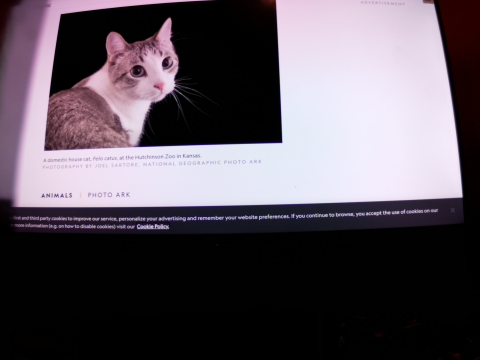 ADVERTISEMENT
A domestic house cat, Felis catus, at the Hutchinson Zoo in Kansas.
PHOTOGRAPH BY JOEL SARTORE, NATIONAL GEOGRAPHIC PHOTO ARK
ANIMALS | PHOTO ARK
first and third party cookies to improve our service, personalize your advertising and remember your website preferences. If you continue to browse, you accept the use of cookies on our
more information (e.g. on how to disable cookies) visit our Cookie Policy.